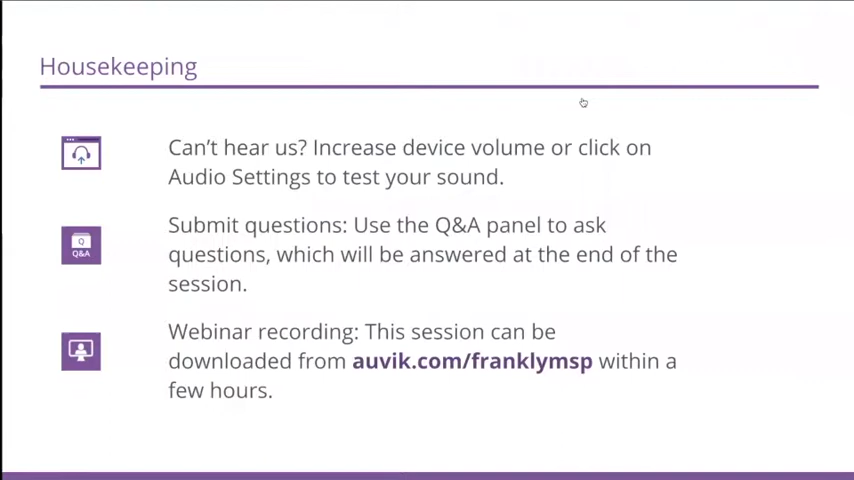 Housekeeping
Can't hear us? Increase device volume or click on
Audio Settings to test your sound.
Q
Q&A
Submit questions: Use the Q&A panel to ask
questions, which will be answered at the end of the
session.
Webinar recording: This session can be
downloaded from auvik.com/franklymsp within a
few hours.